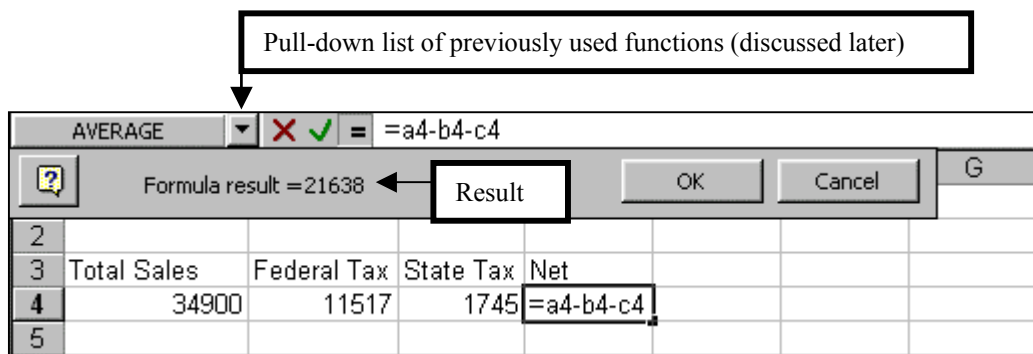 Pull-down list of previously used functions (discussed later)
AVERAGE = =a4-b4-c4
? Formula result =21638 Result OK Cancel G
2
3 Total Sales Federal Tax State Tax Net
4 34900 11517 1745 =a4-b4-c4
5